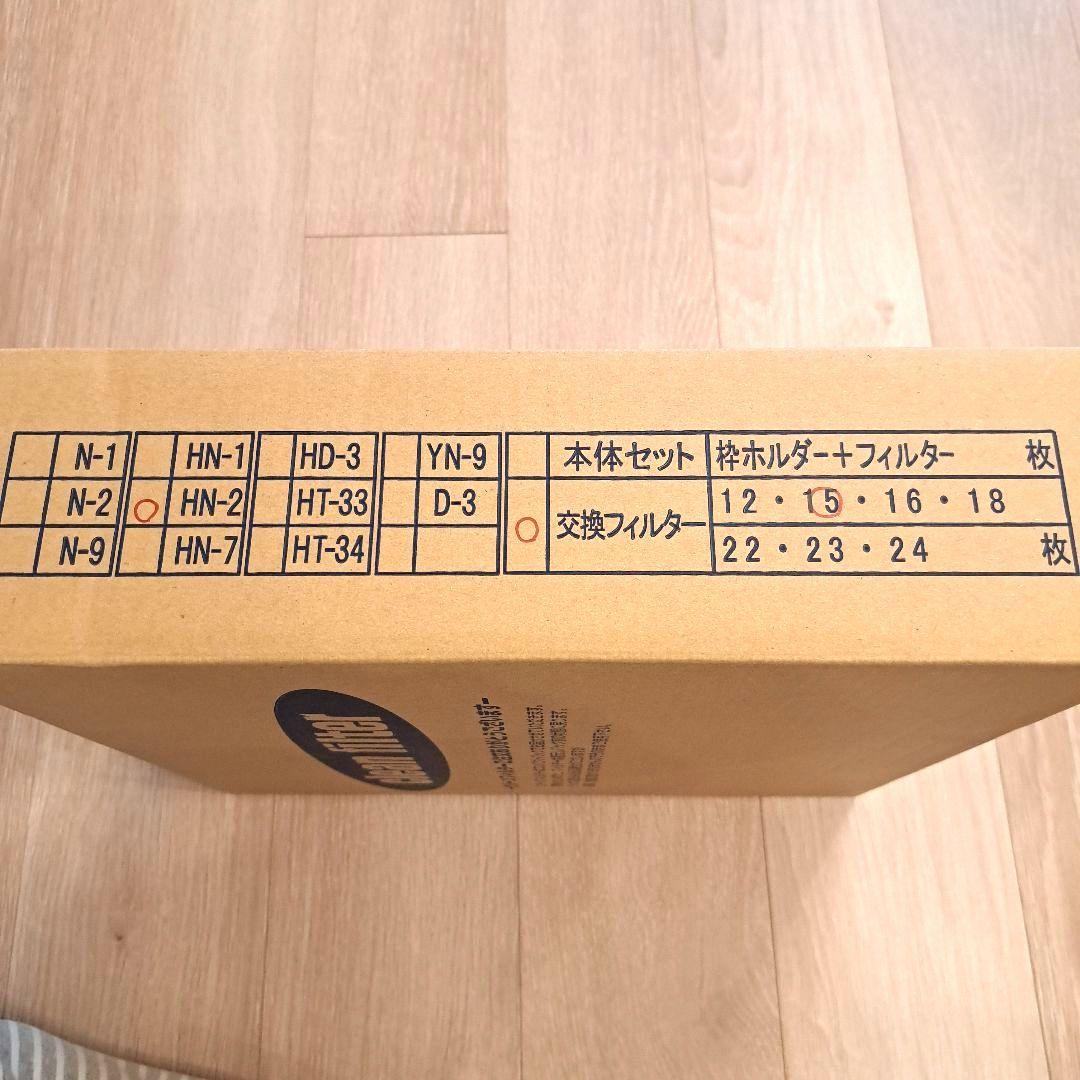 N-1 HN-1 HD-3 YN-9 本体セット 枠ホルダー+フィルター 枚
N-2 HN-2 HT-33 D-3 交換フィルター 12・15・16・18
N-9 HN-7 HT-34 22・23・24 枚
clean filter